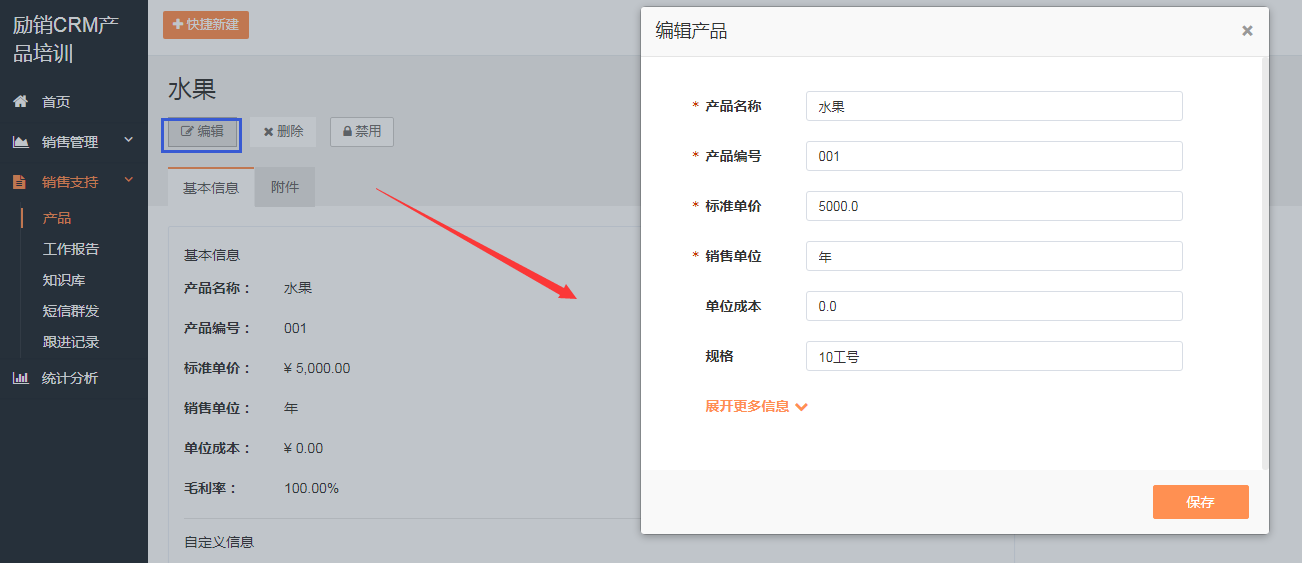 励销CRM产
品培训
首页
销售管理
销售支持
产品
工作报告
知识库
短信群发
跟进记录
统计分析
快捷新建
水果
编辑 删除 禁用
基本信息 附件
基本信息
产品名称： 水果
产品编号： 001
标准单价： ¥ 5,000.00
销售单位： 年
单位成本： ¥ 0.00
毛利率： 100.00%
自定义信息
编辑产品 ×
* 产品名称 水果
* 产品编号 001
* 标准单价 5000.0
* 销售单位 年
单位成本 0.0
规格 10工号
展开更多信息
保存